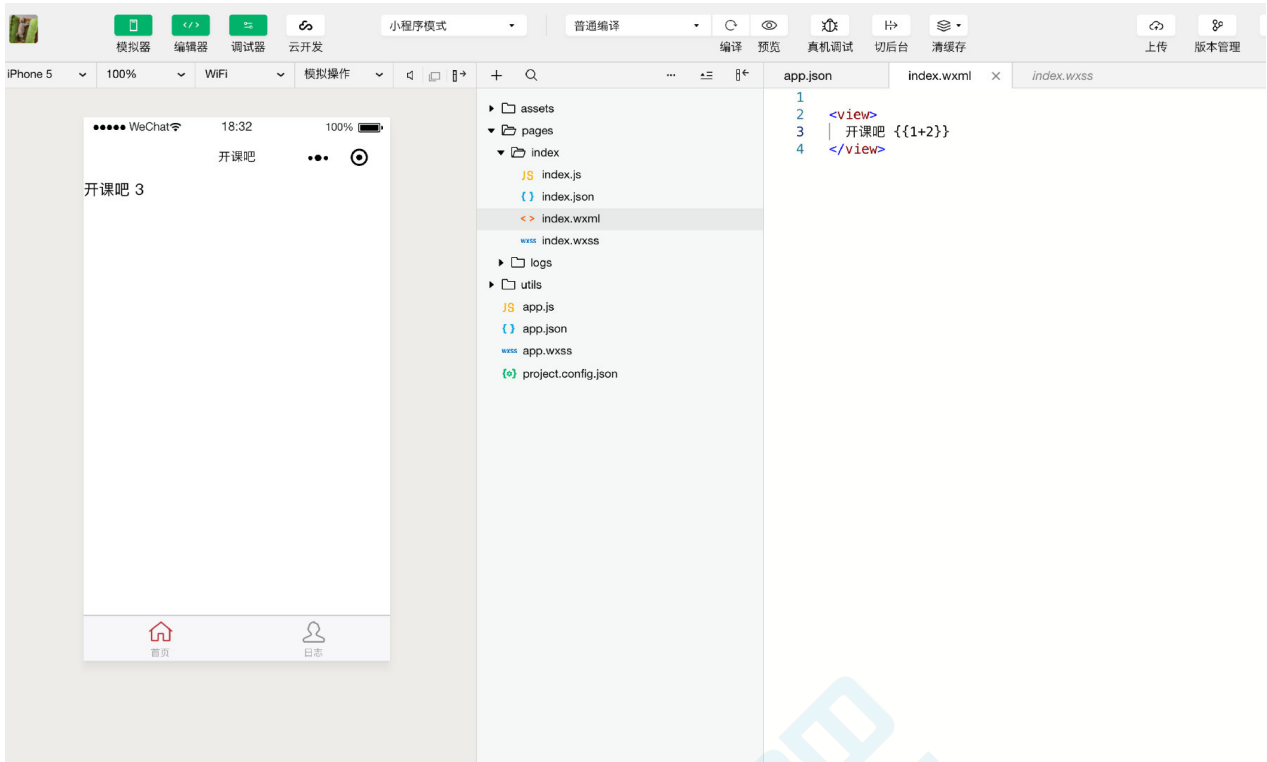 模拟器 编辑器 调试器 云开发 小程序模式 普通编译 编译 预览 真机调试 切后台 清缓存 上传 版本管理
iPhone 5 100% WiFi 模拟操作
WeChat 18:32 100%
开课吧
开课吧 3
首页 日志
assets
pages
index
JS index.js
{ } index.json
< > index.wxml
wxss index.wxss
logs
utils
JS app.js
{ } app.json
wxss app.wxss
project.config.json
app.json index.wxml × index.wxss
1
2 <view>
3 开课吧 {{1+2}}
4 </view>